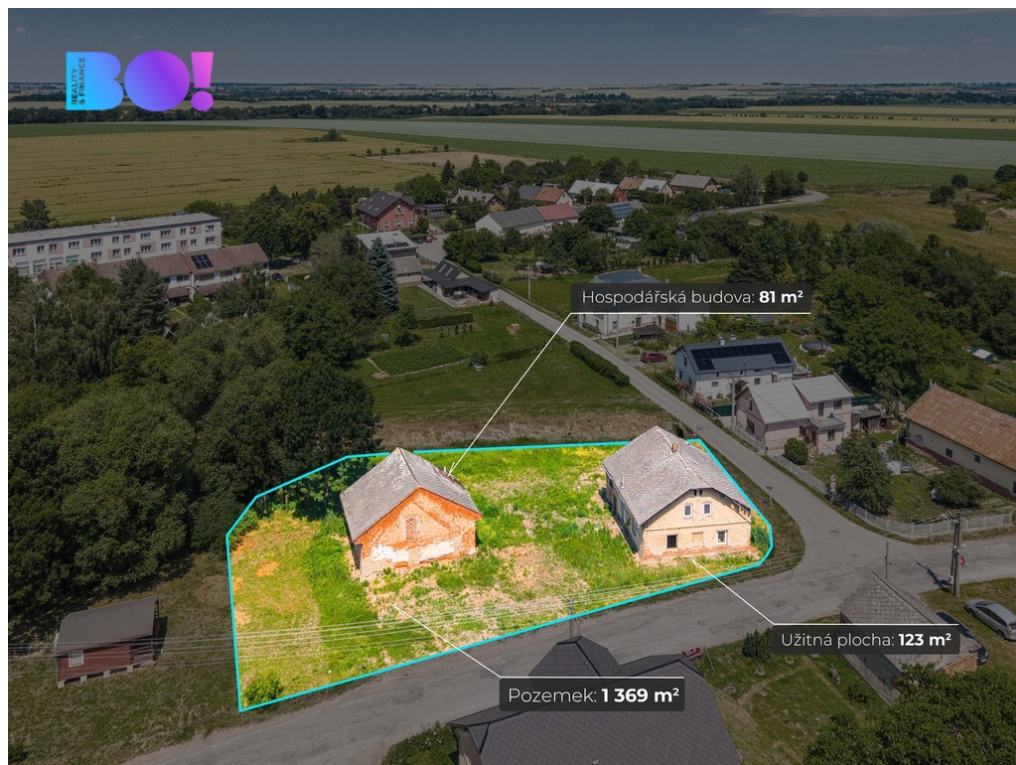 BO!
REALITY
& FINANCE
Hospodářská budova: 81 m²
Užitná plocha: 123 m²
Pozemek: 1 369 m²